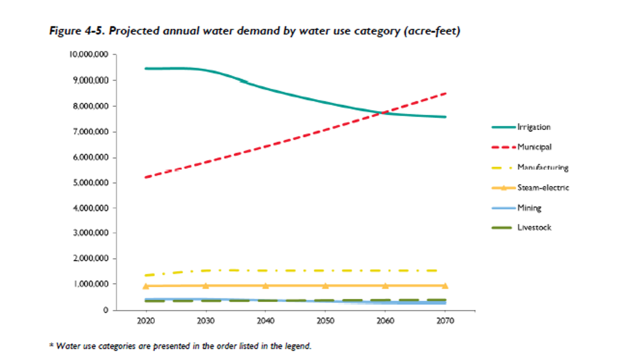 Figure 4-5. Projected annual water demand by water use category (acre-feet)
10,000,000
9,000,000
8,000,000
7,000,000
6,000,000
5,000,000
4,000,000
3,000,000
2,000,000
1,000,000
0
2020 2030 2040 2050 2060 2070
Irrigation
Municipal
Manufacturing
Steam-electric
Mining
Livestock
* Water use categories are presented in the order listed in the legend.